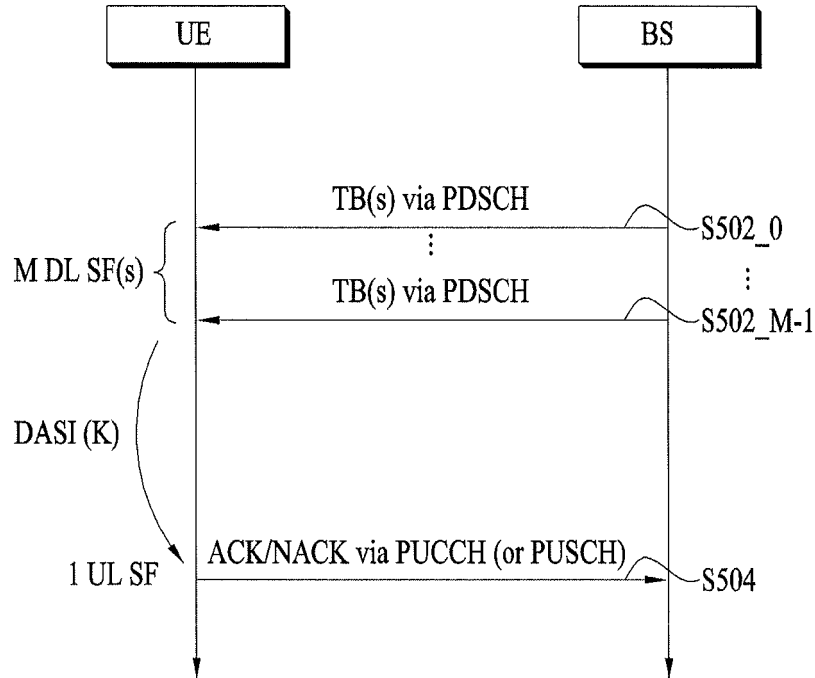 UE
BS
TB(s) via PDSCH
S502_0
M DL SF(s)
TB(s) via PDSCH
S502_M-1
DASI (K)
ACK/NACK via PUCCH (or PUSCH)
1 UL SF
S504